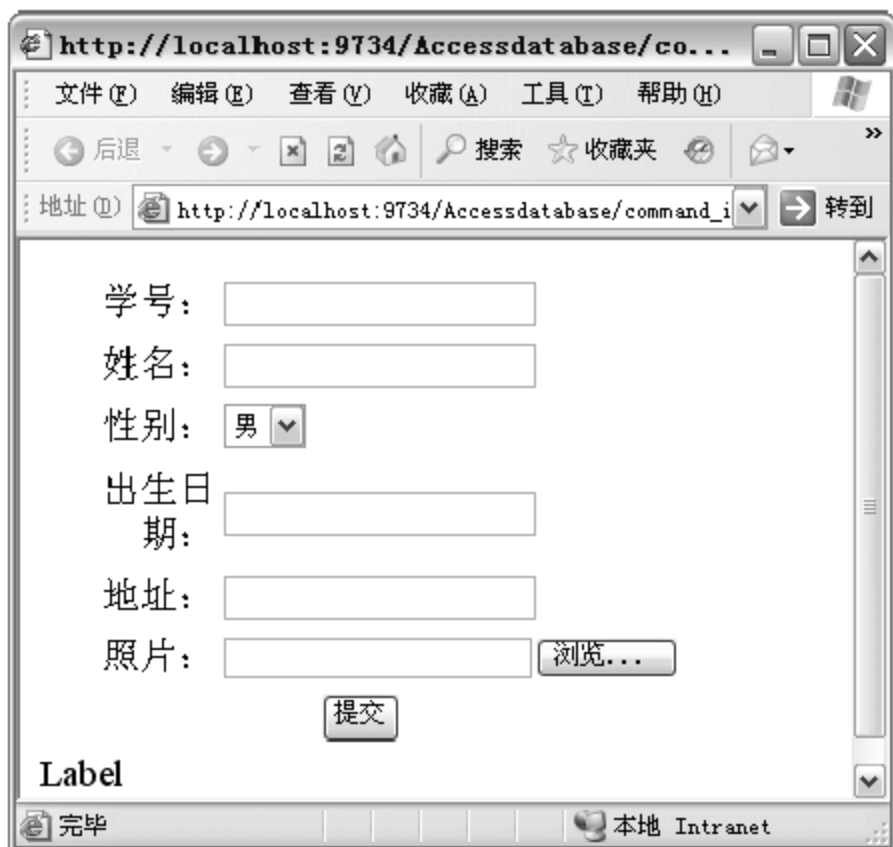 http://localhost:9734/Accessdatabase/co...
文件(F) 编辑(E) 查看(V) 收藏(A) 工具(T) 帮助(H)
后退 搜索 收藏夹 »
地址(D) http://localhost:9734/Accessdatabase/command_i 转到
学号：
姓名：
性别： 男
出生日
期：
地址：
照片： 浏览...
提交
Label
完毕 本地 Intranet